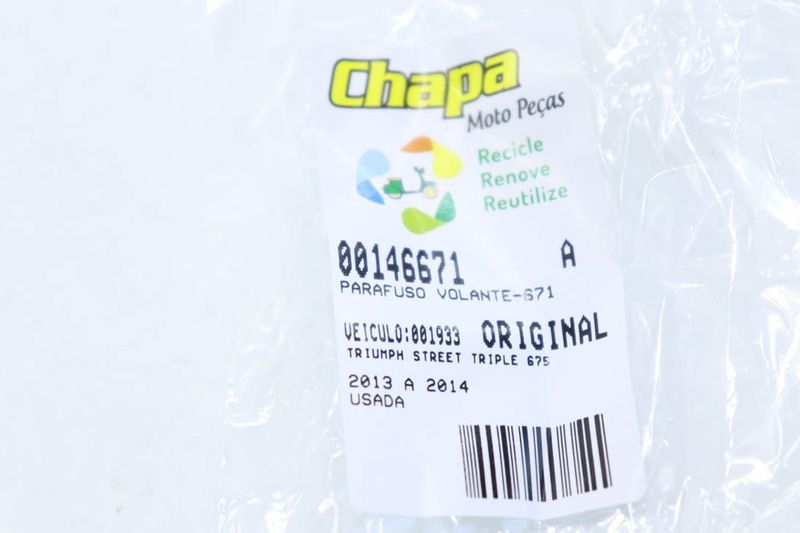 Chapa
Moto Peças
Recicle
Renove
Reutilize
00146671 A
PARAFUSO VOLANTE-671
VEICULO:001933 ORIGINAL
TRIUMPH STREET TRIPLE 675
2013 A 2014
USADA